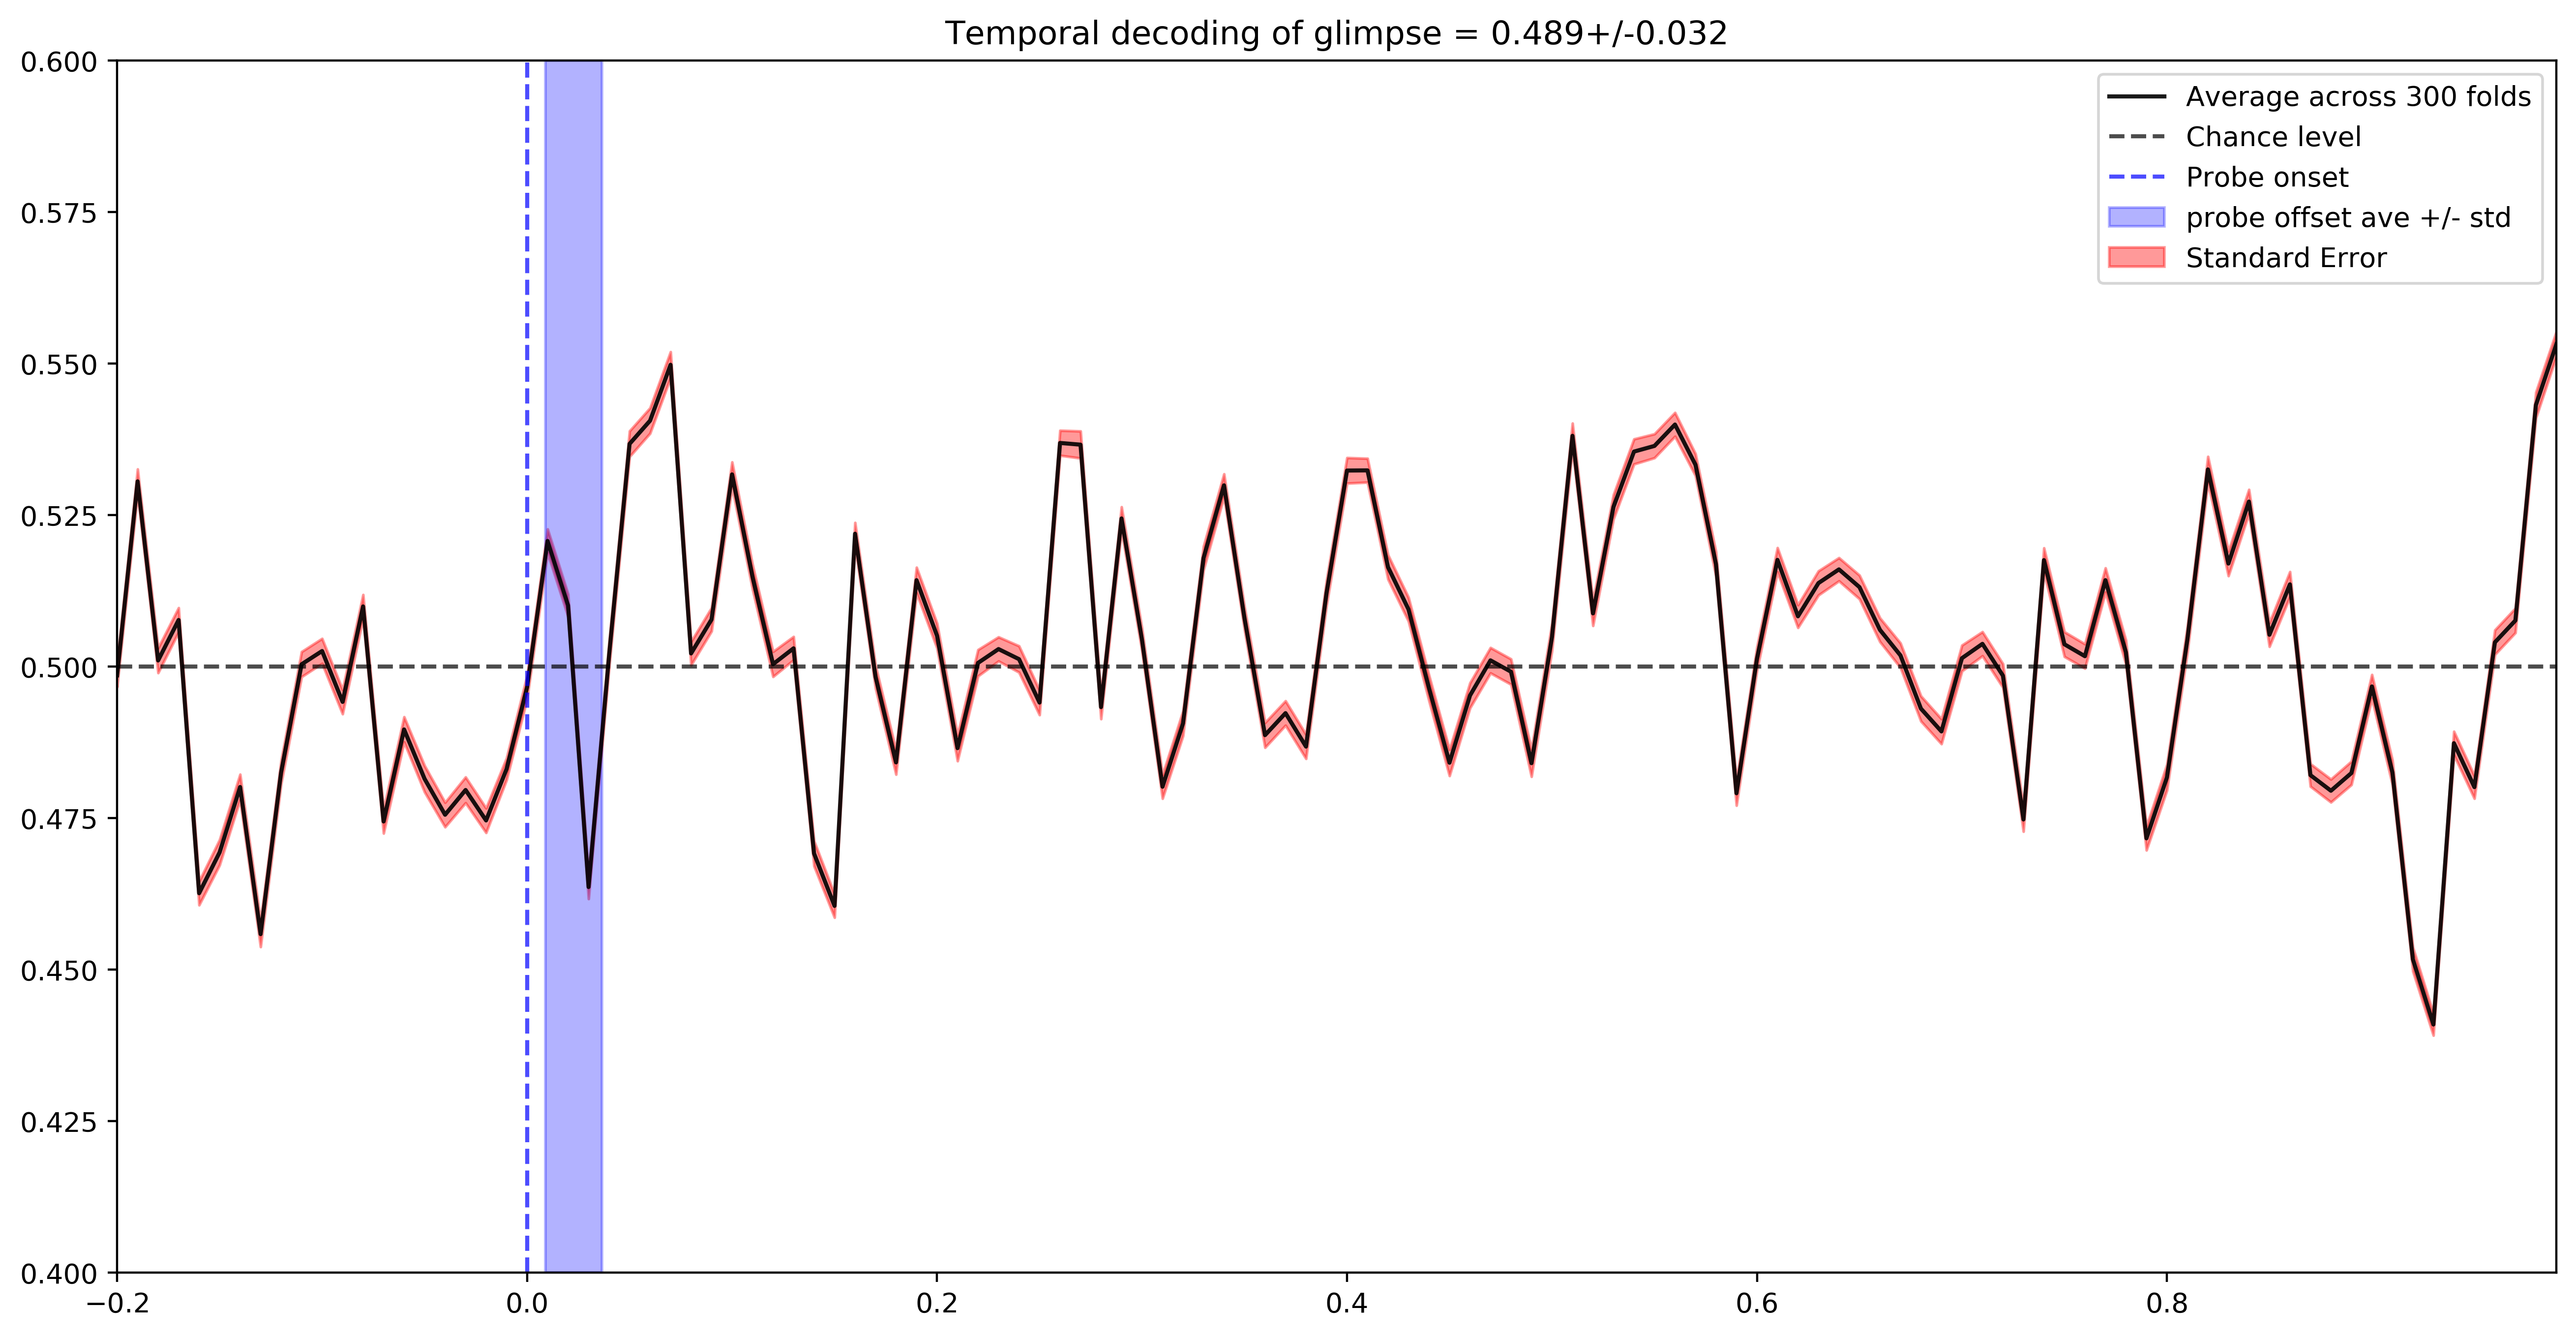 Temporal decoding of glimpse = 0.489+/-0.032
0.600
0.575
0.550
0.525
0.500
0.475
0.450
0.425
0.400
−0.2
0.0
0.2
0.4
0.6
0.8
Average across 300 folds
Chance level
Probe onset
probe offset ave +/- std
Standard Error